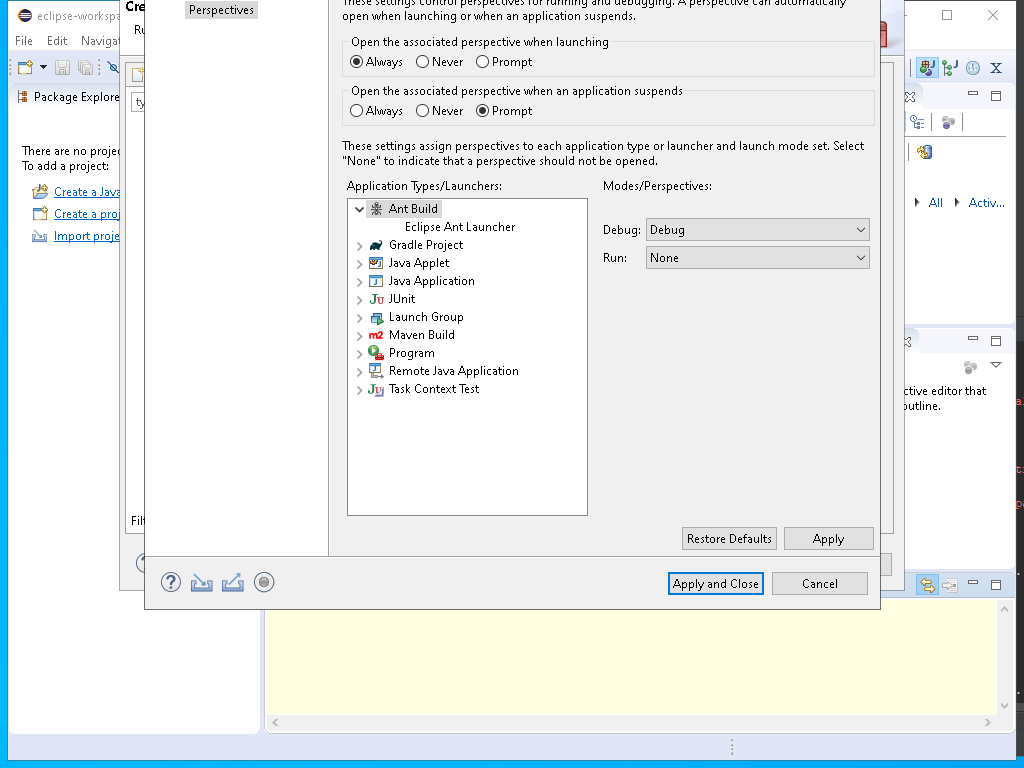 eclipse-workspa
Cre
Perspectives
These settings control perspectives for running and debugging. A perspective can automatically
open when launching or when an application suspends.
File Edit Navigat
Ru
Open the associated perspective when launching
Always Never Prompt
Package Explore
ty
Open the associated perspective when an application suspends
Always Never Prompt
There are no projec
To add a project:
Create a Java
Create a proj
Import proje
These settings assign perspectives to each application type or launcher and launch mode set. Select
"None" to indicate that a perspective should not be opened.
Application Types/Launchers:
Modes/Perspectives:
Ant Build
Eclipse Ant Launcher
Gradle Project
Java Applet
Java Application
JUnit
Launch Group
Maven Build
Program
Remote Java Application
Task Context Test
Debug: Debug
Run: None
All Activ...
ctive editor that
outline.
Filt
Restore Defaults Apply
Apply and Close Cancel